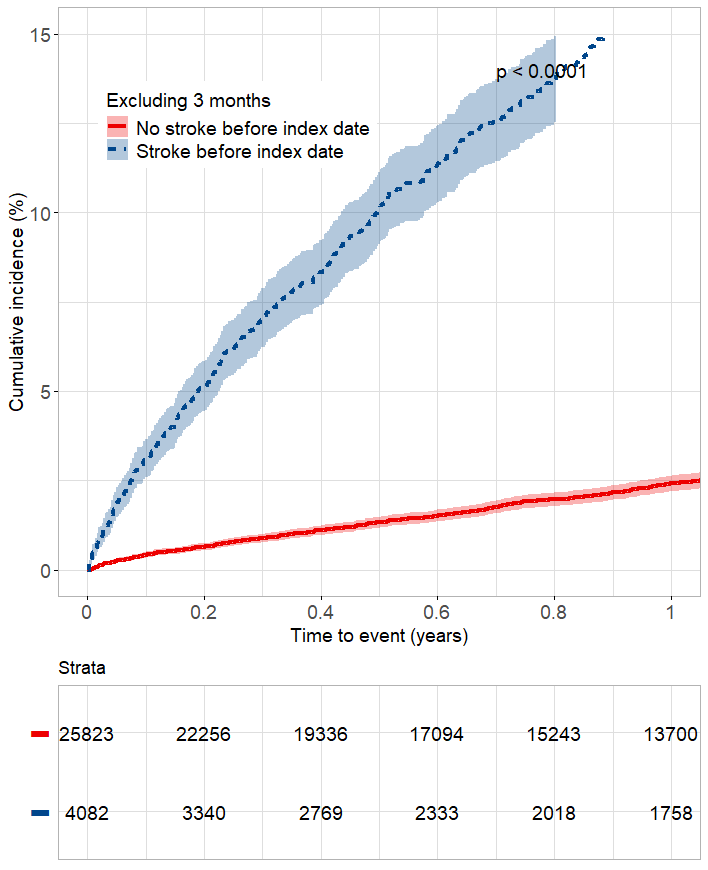 15
p < 0.0001
Excluding 3 months
No stroke before index date
Stroke before index date
10
Cumulative incidence (%)
5
0
0 0.2 0.4 0.6 0.8 1
Time to event (years)
Strata
25823 22256 19336 17094 15243 13700
4082 3340 2769 2333 2018 1758